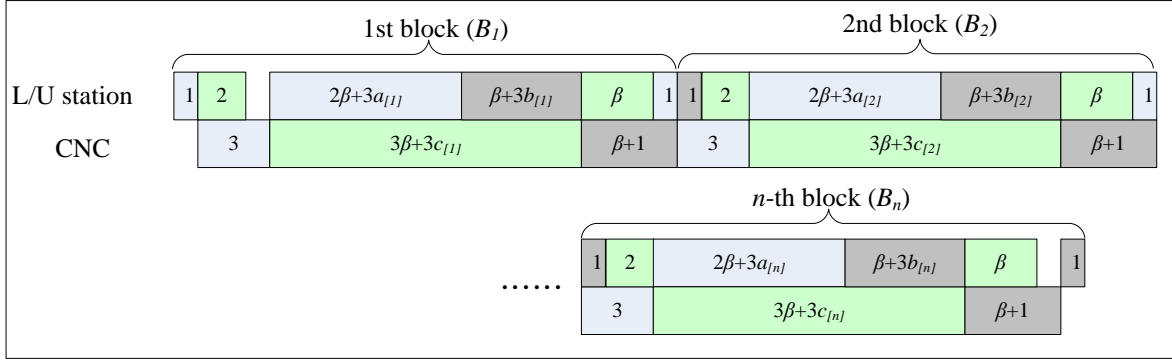 1st block (B1) 2nd block (B2)
L/U station 1 2 2β+3a[1] β+3b[1] β 1 1 2 2β+3a[2] β+3b[2] β 1
CNC 3 3β+3c[1] β+1 3 3β+3c[2] β+1
n-th block (Bn)
1 2 2β+3a[n] β+3b[n] β 1
...... 3 3β+3c[n] β+1